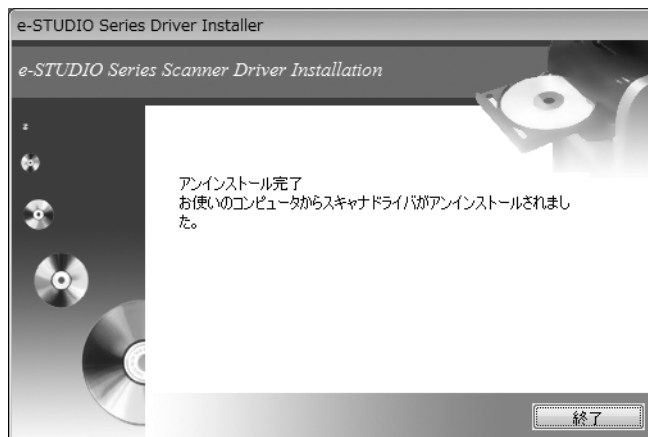 e-STUDIO Series Driver Installer
e-STUDIO Series Scanner Driver Installation
アンインストール完了
お使いのコンピュータからスキャナドライバがアンインストールされまし
た。
終了